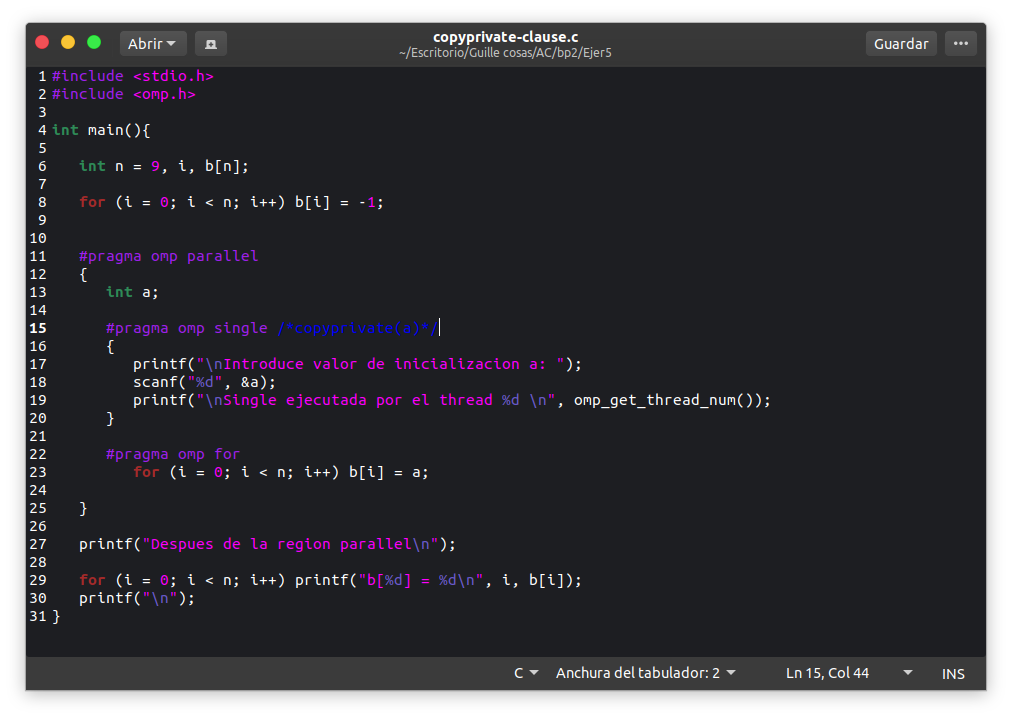 Abrir
copyprivate-clause.c
~/Escritorio/Guille cosas/AC/bp2/Ejer5
Guardar
1 #include <stdio.h>
2 #include <omp.h>
3
4 int main(){
5
6    int n = 9, i, b[n];
7
8    for (i = 0; i < n; i++) b[i] = -1;
9
10
11    #pragma omp parallel
12    {
13       int a;
14
15       #pragma omp single /*copyprivate(a)*/
16       {
17          printf("\nIntroduce valor de inicializacion a: ");
18          scanf("%d", &a);
19          printf("\nSingle ejecutada por el thread %d \n", omp_get_thread_num());
20       }
21
22       #pragma omp for
23          for (i = 0; i < n; i++) b[i] = a;
24
25    }
26
27    printf("Despues de la region parallel\n");
28
29    for (i = 0; i < n; i++) printf("b[%d] = %d\n", i, b[i]);
30    printf("\n");
31 }
C Anchura del tabulador: 2 Ln 15, Col 44 INS